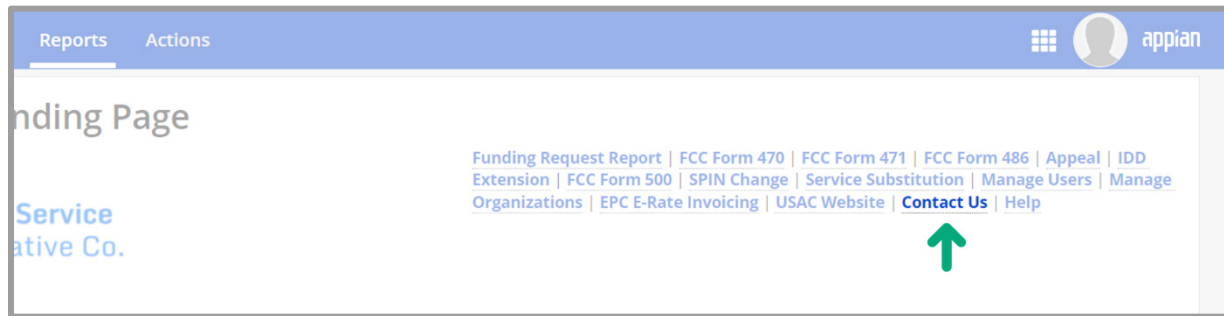 Reports Actions appian
nding Page
Funding Request Report | FCC Form 470 | FCC Form 471 | FCC Form 486 | Appeal | IDD
Extension | FCC Form 500 | SPIN Change | Service Substitution | Manage Users | Manage
Organizations | EPC E-Rate Invoicing | USAC Website | Contact Us | Help
Service
ative Co.